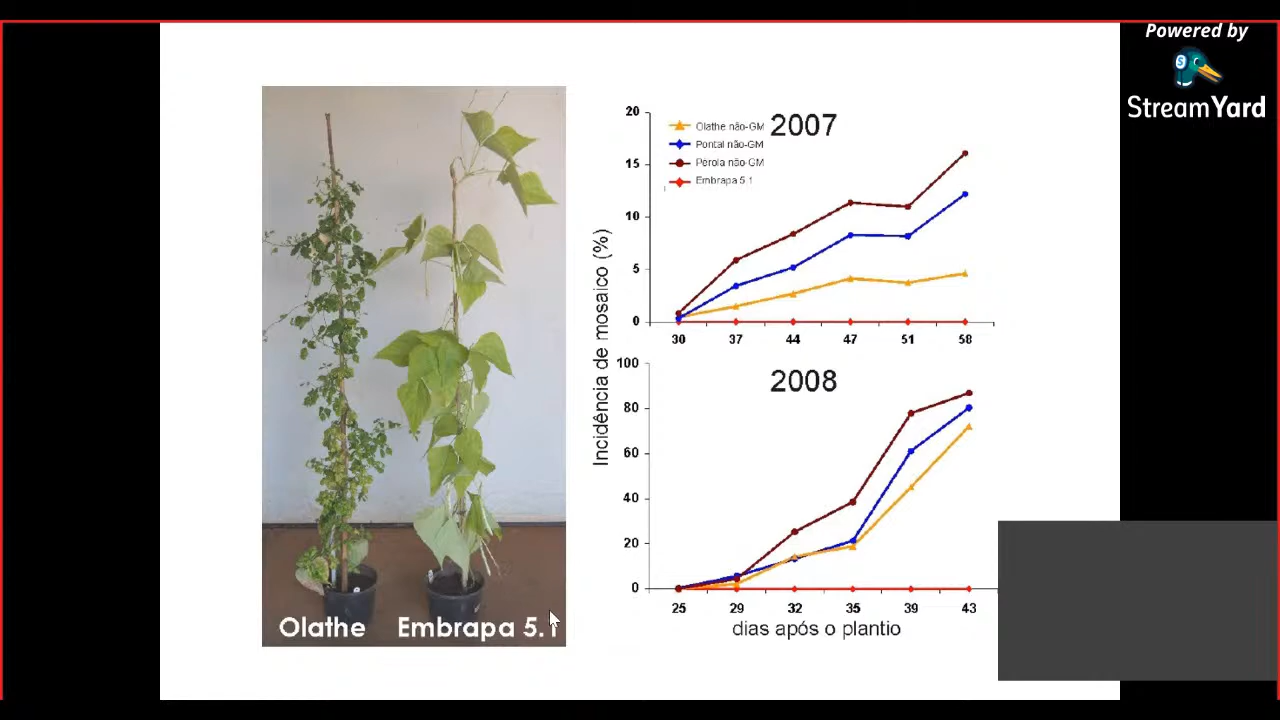 Powered by
StreamYard
Olathe Embrapa 5.1
Incidência de mosaico (%)
2007
Olathe não-GM
Pontal não-GM
Pérola não-GM
Embrapa 5.1
20
15
10
5
0
30 37 44 47 51 58
2008
100
80
60
40
20
0
25 29 32 35 39 43
dias após o plantio